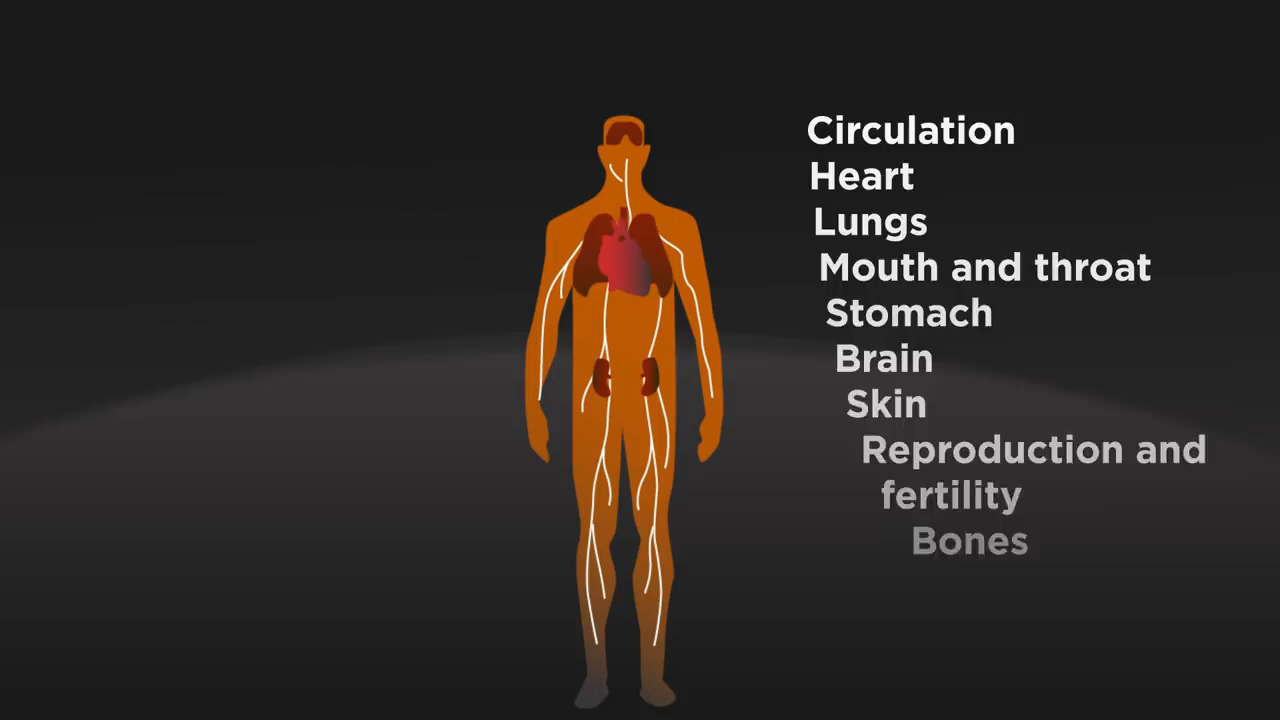 Circulation
Heart
Lungs
Mouth and throat
Stomach
Brain
Skin
Reproduction and
fertility
Bones